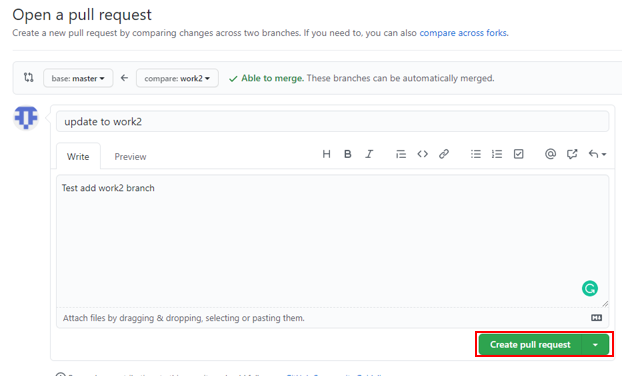 Open a pull request
Create a new pull request by comparing changes across two branches. If you need to, you can also compare across forks.
base: master compare: work2 Able to merge. These branches can be automatically merged.
update to work2
Write Preview H B I
Test add work2 branch
Attach files by dragging & dropping, selecting or pasting them.
Create pull request